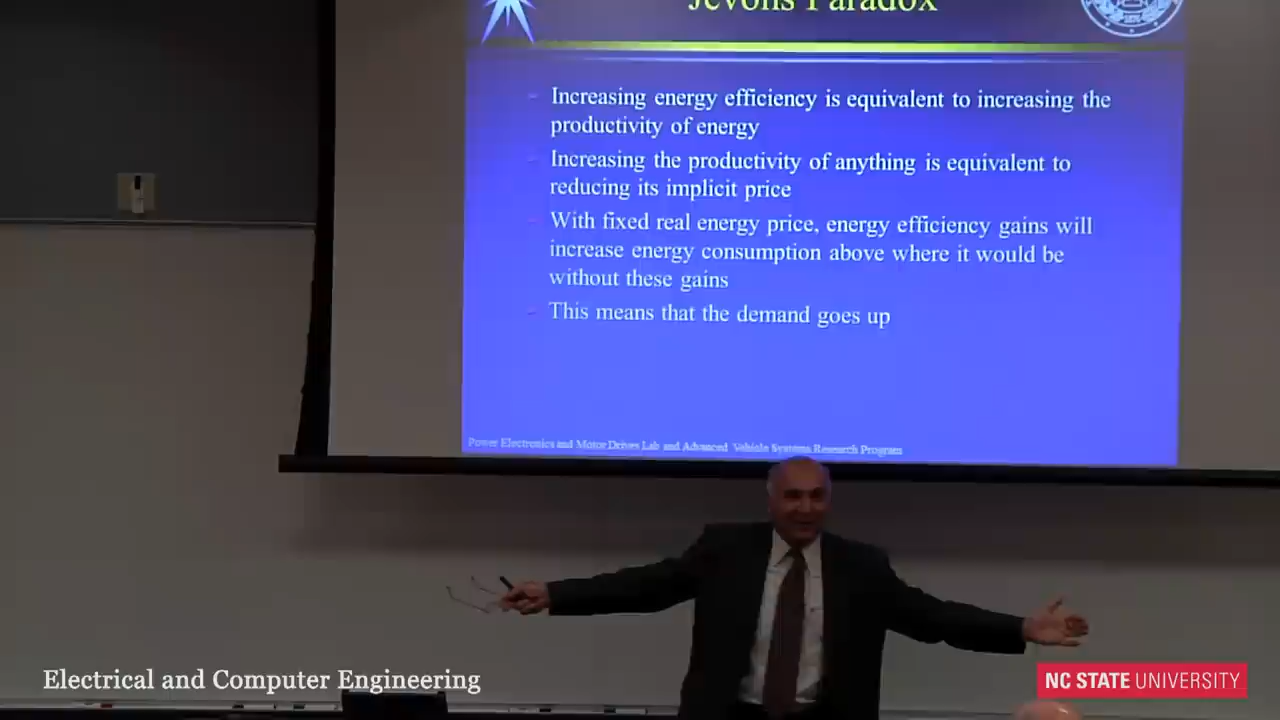 Jevons Paradox
– Increasing energy efficiency is equivalent to increasing the
productivity of energy
– Increasing the productivity of anything is equivalent to
reducing its implicit price
– With fixed real energy price, energy efficiency gains will
increase energy consumption above where it would be
without these gains
– This means that the demand goes up
Power Electronics and Motor Drives Lab and Advanced Vehicle Systems Research Program
Electrical and Computer Engineering
NC STATE UNIVERSITY